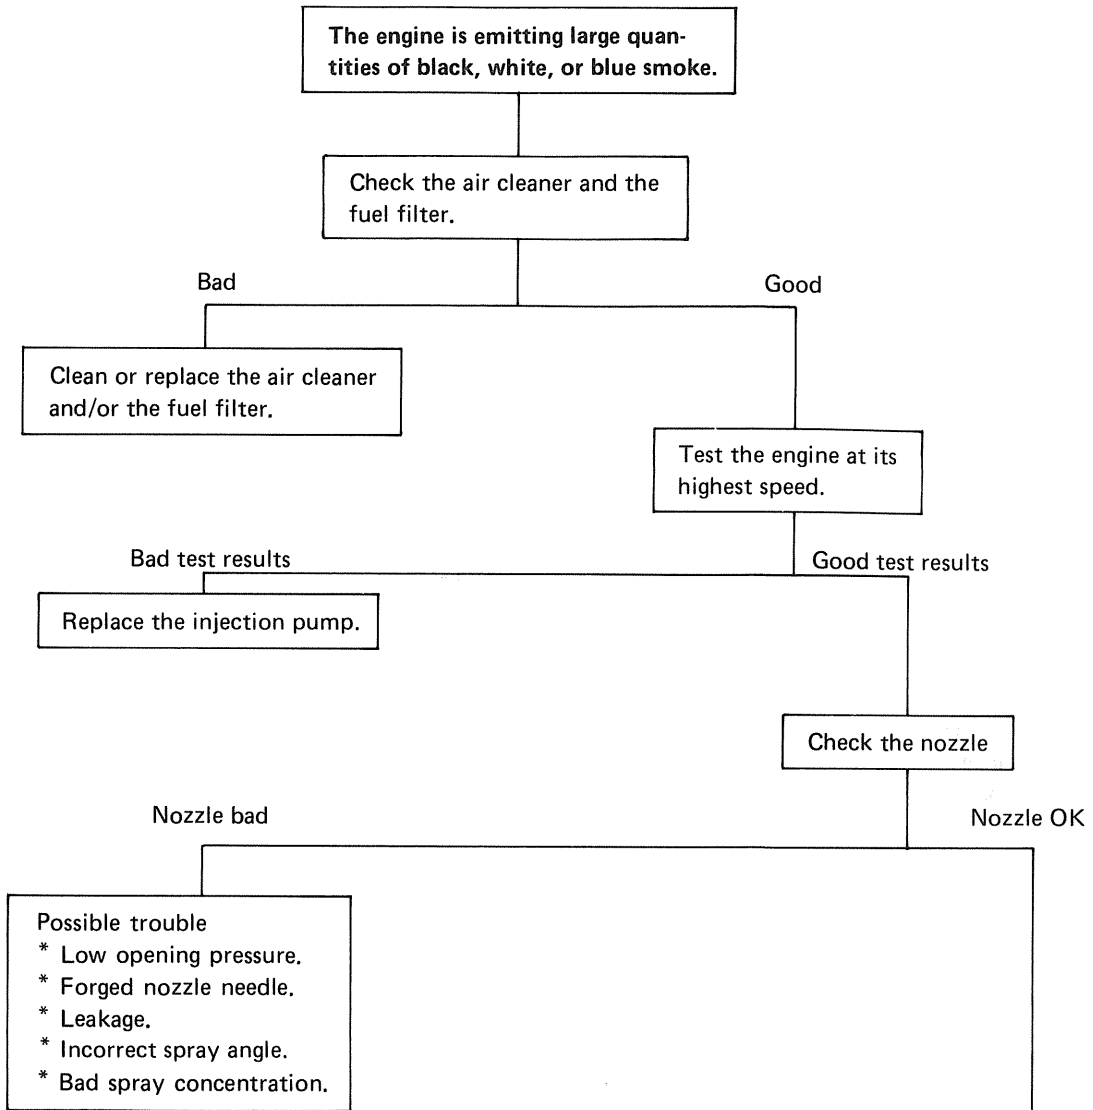 The engine is emitting large quan-
tities of black, white, or blue smoke.
Check the air cleaner and the
fuel filter.
Bad
Good
Clean or replace the air cleaner
and/or the fuel filter.
Test the engine at its
highest speed.
Bad test results
Good test results
Replace the injection pump.
Check the nozzle
Nozzle bad
Nozzle OK
Possible trouble
* Low opening pressure.
* Forged nozzle needle.
* Leakage.
* Incorrect spray angle.
* Bad spray concentration.